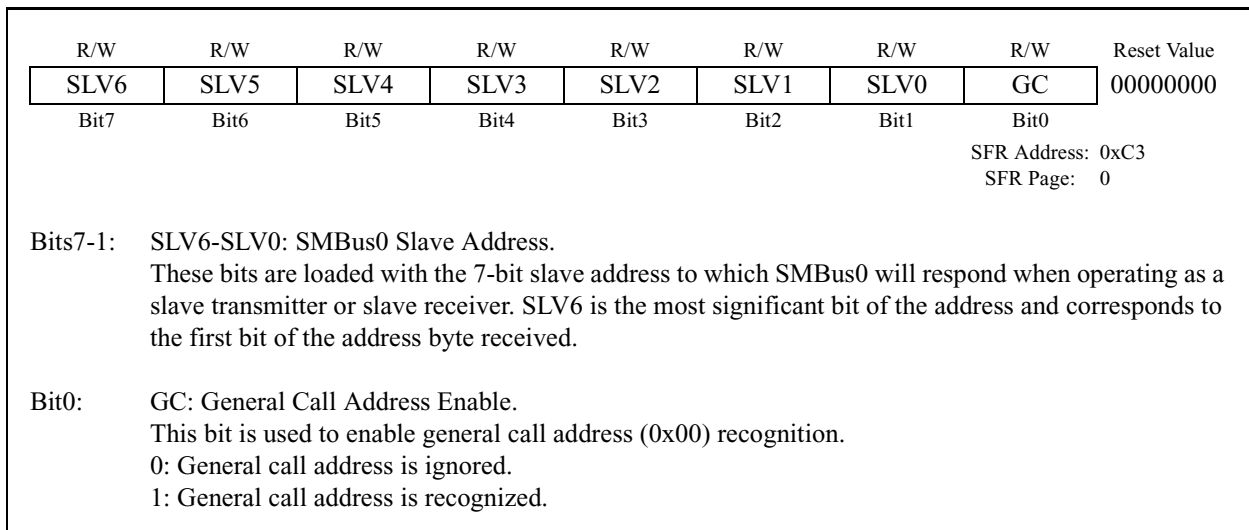 R/W R/W R/W R/W R/W R/W R/W R/W Reset Value
SLV6 SLV5 SLV4 SLV3 SLV2 SLV1 SLV0 GC 00000000
Bit7 Bit6 Bit5 Bit4 Bit3 Bit2 Bit1 Bit0
SFR Address: 0xC3
SFR Page: 0
Bits7-1: SLV6-SLV0: SMBus0 Slave Address.
These bits are loaded with the 7-bit slave address to which SMBus0 will respond when operating as a
slave transmitter or slave receiver. SLV6 is the most significant bit of the address and corresponds to
the first bit of the address byte received.
Bit0: GC: General Call Address Enable.
This bit is used to enable general call address (0x00) recognition.
0: General call address is ignored.
1: General call address is recognized.